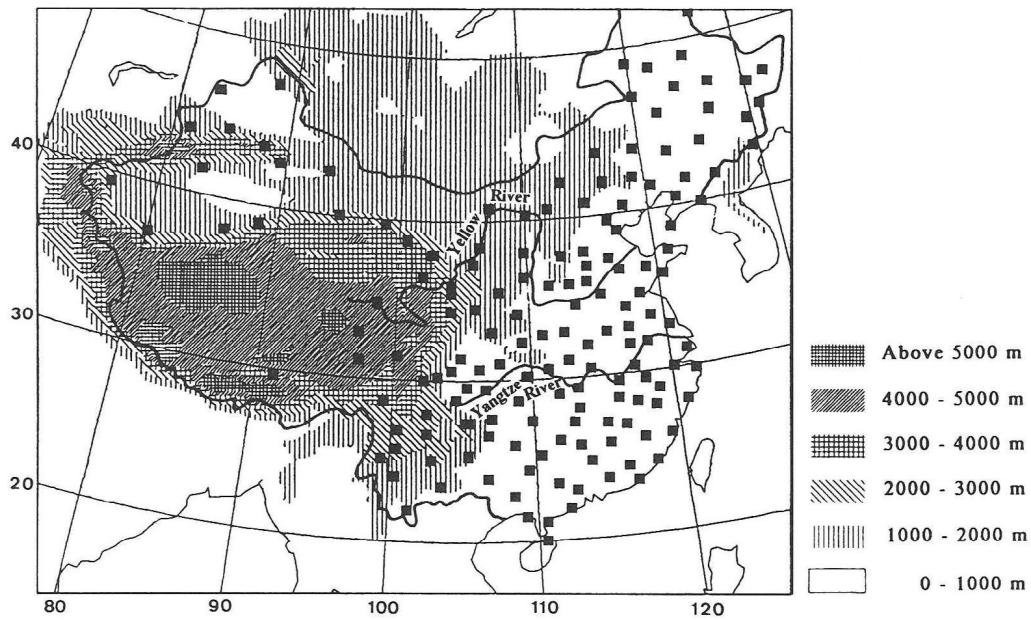 40
30
20
80
90
100
110
120
Yellow
River
Yangtze
River
Above 5000 m
4000 - 5000 m
3000 - 4000 m
2000 - 3000 m
1000 - 2000 m
0 - 1000 m